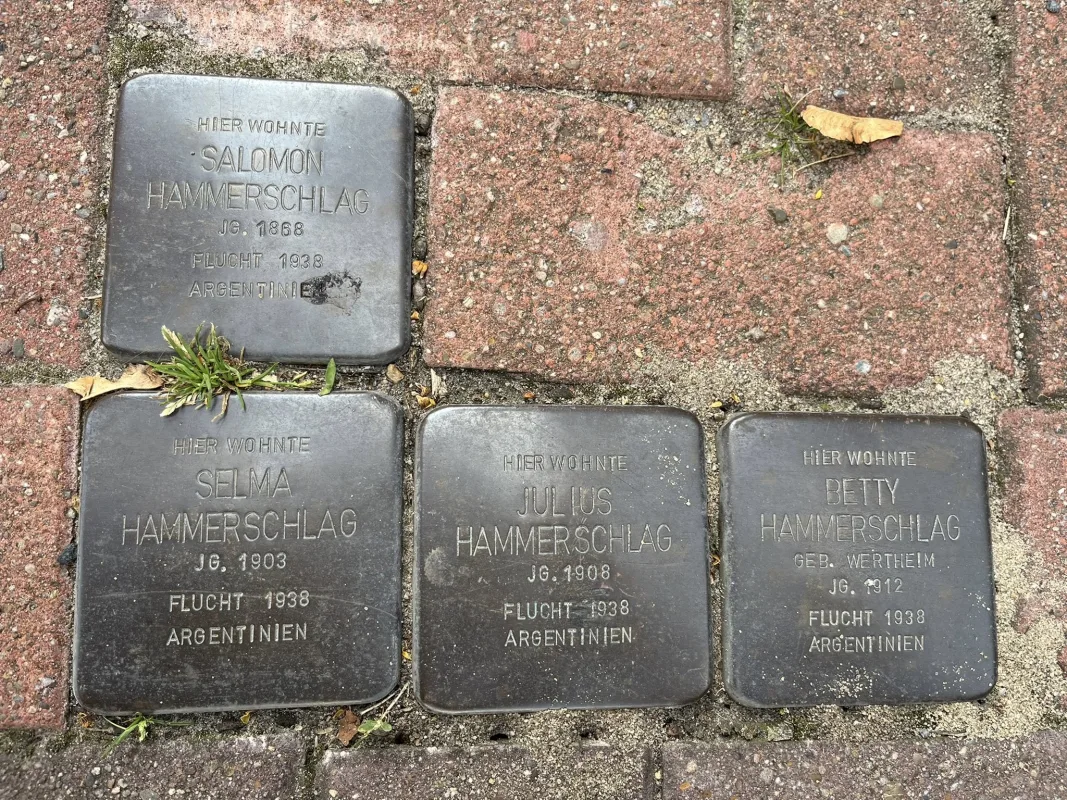 HIER WOHNTE
SALOMON
HAMMERSCHLAG
JG. 1868
FLUCHT 1938
ARGENTINIEN
HIER WOHNTE
SELMA
HAMMERSCHLAG
JG. 1903
FLUCHT 1938
ARGENTINIEN
HIER WOHNTE
JULIUS
HAMMERSCHLAG
JG. 1908
FLUCHT 1938
ARGENTINIEN
HIER WOHNTE
BETTY
HAMMERSCHLAG
GEB. WERTHEIM
JG. 1912
FLUCHT 1938
ARGENTINIEN